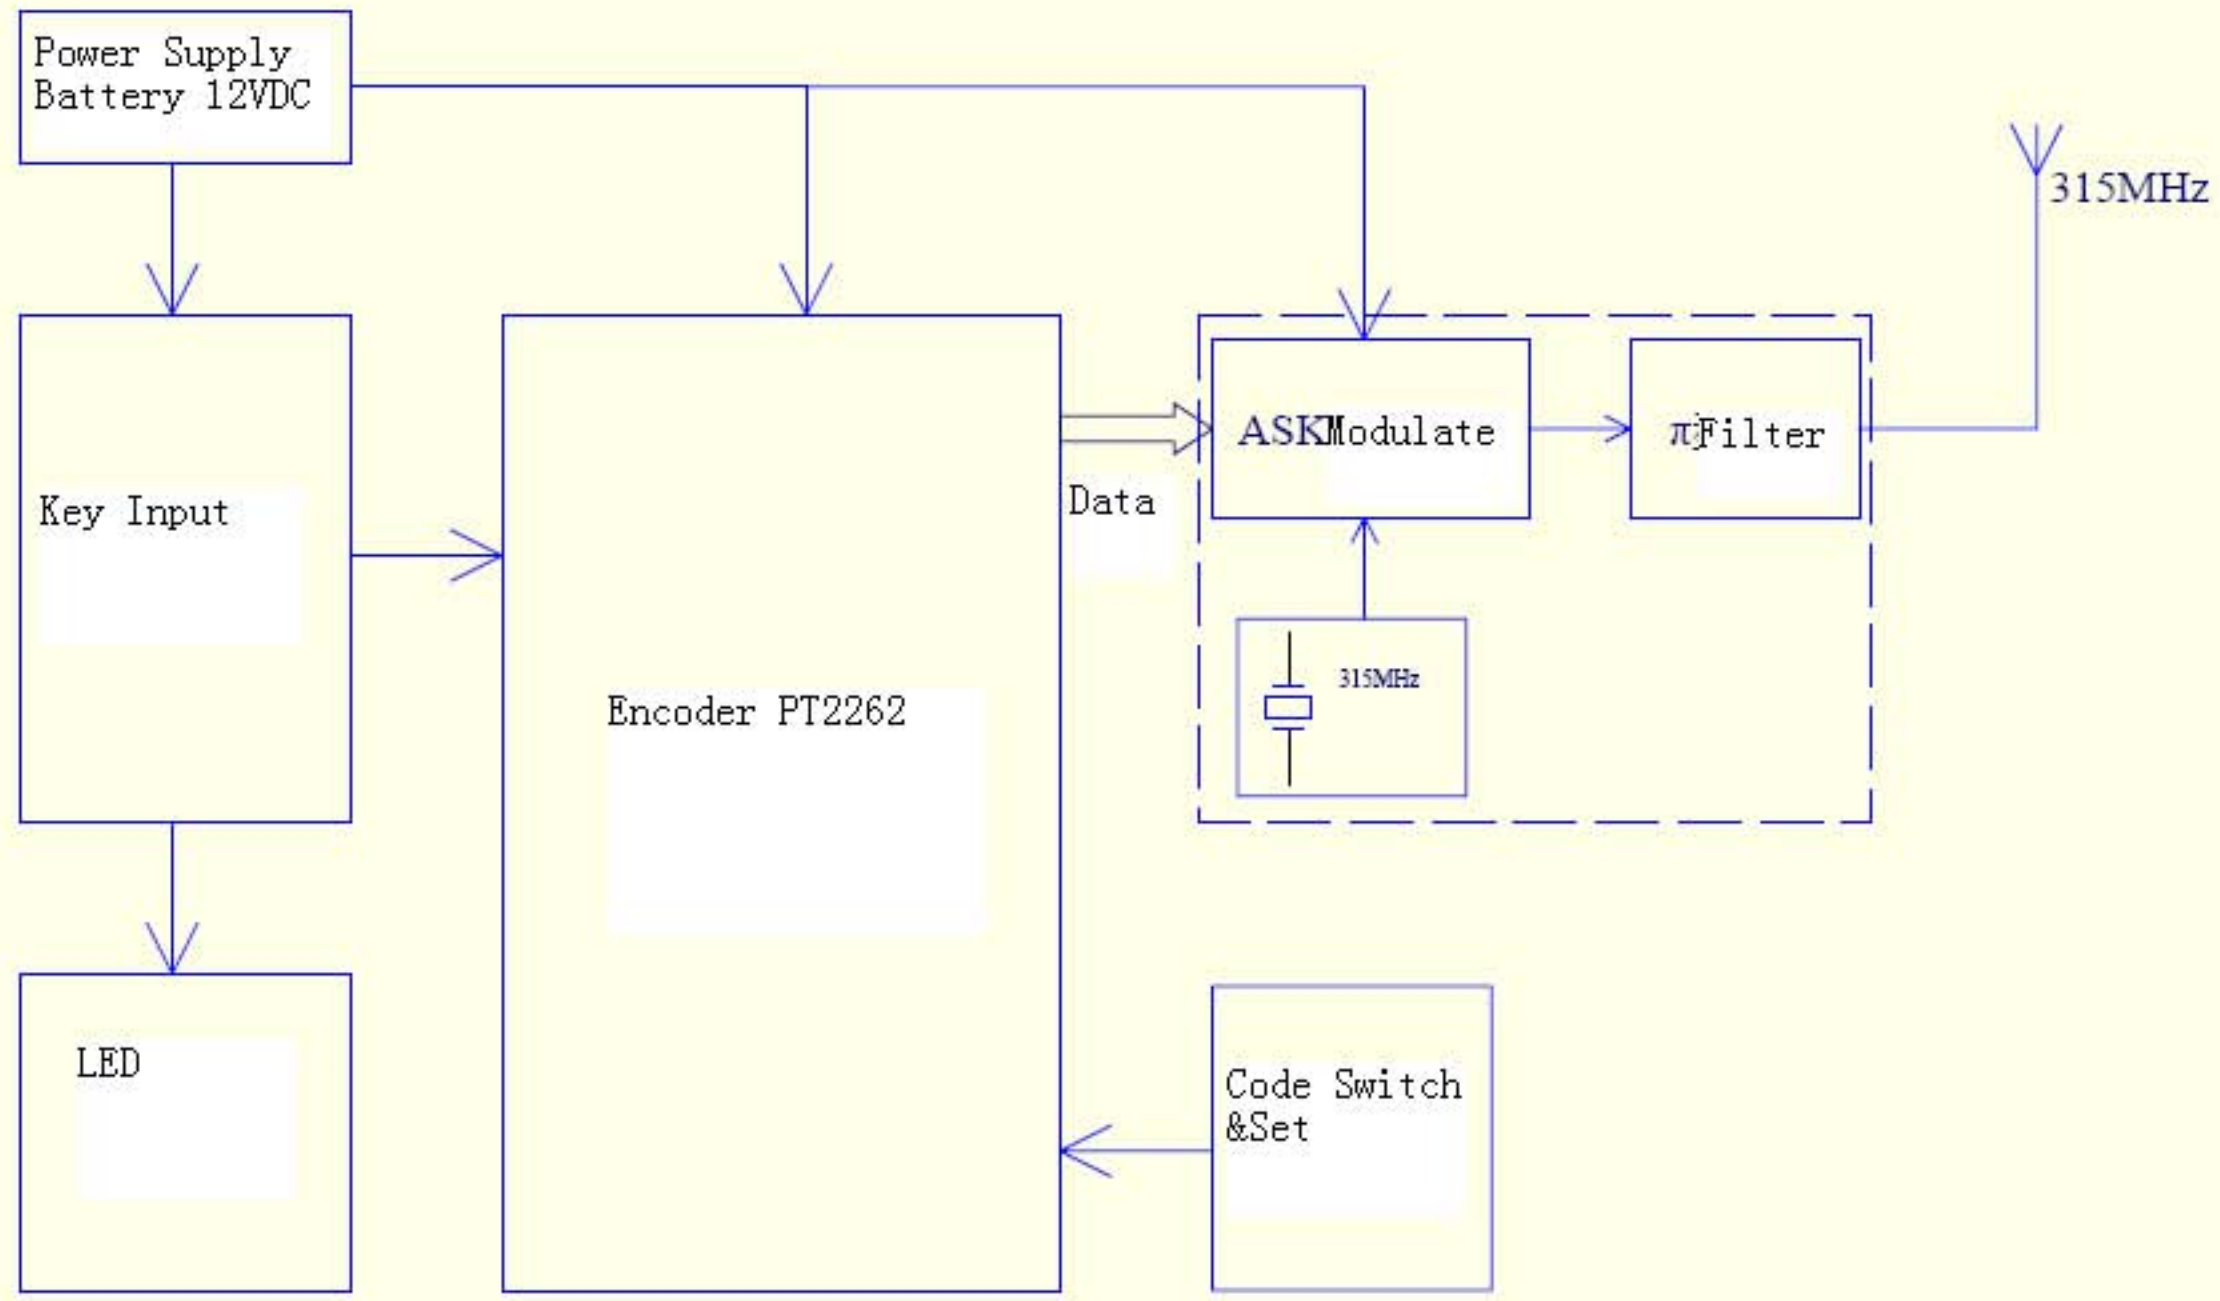 Power Supply
Battery 12VDC
315MHz
Key Input
ASKModulate
πFilter
Data
315MHz
Encoder PT2262
LED
Code Switch
&Set